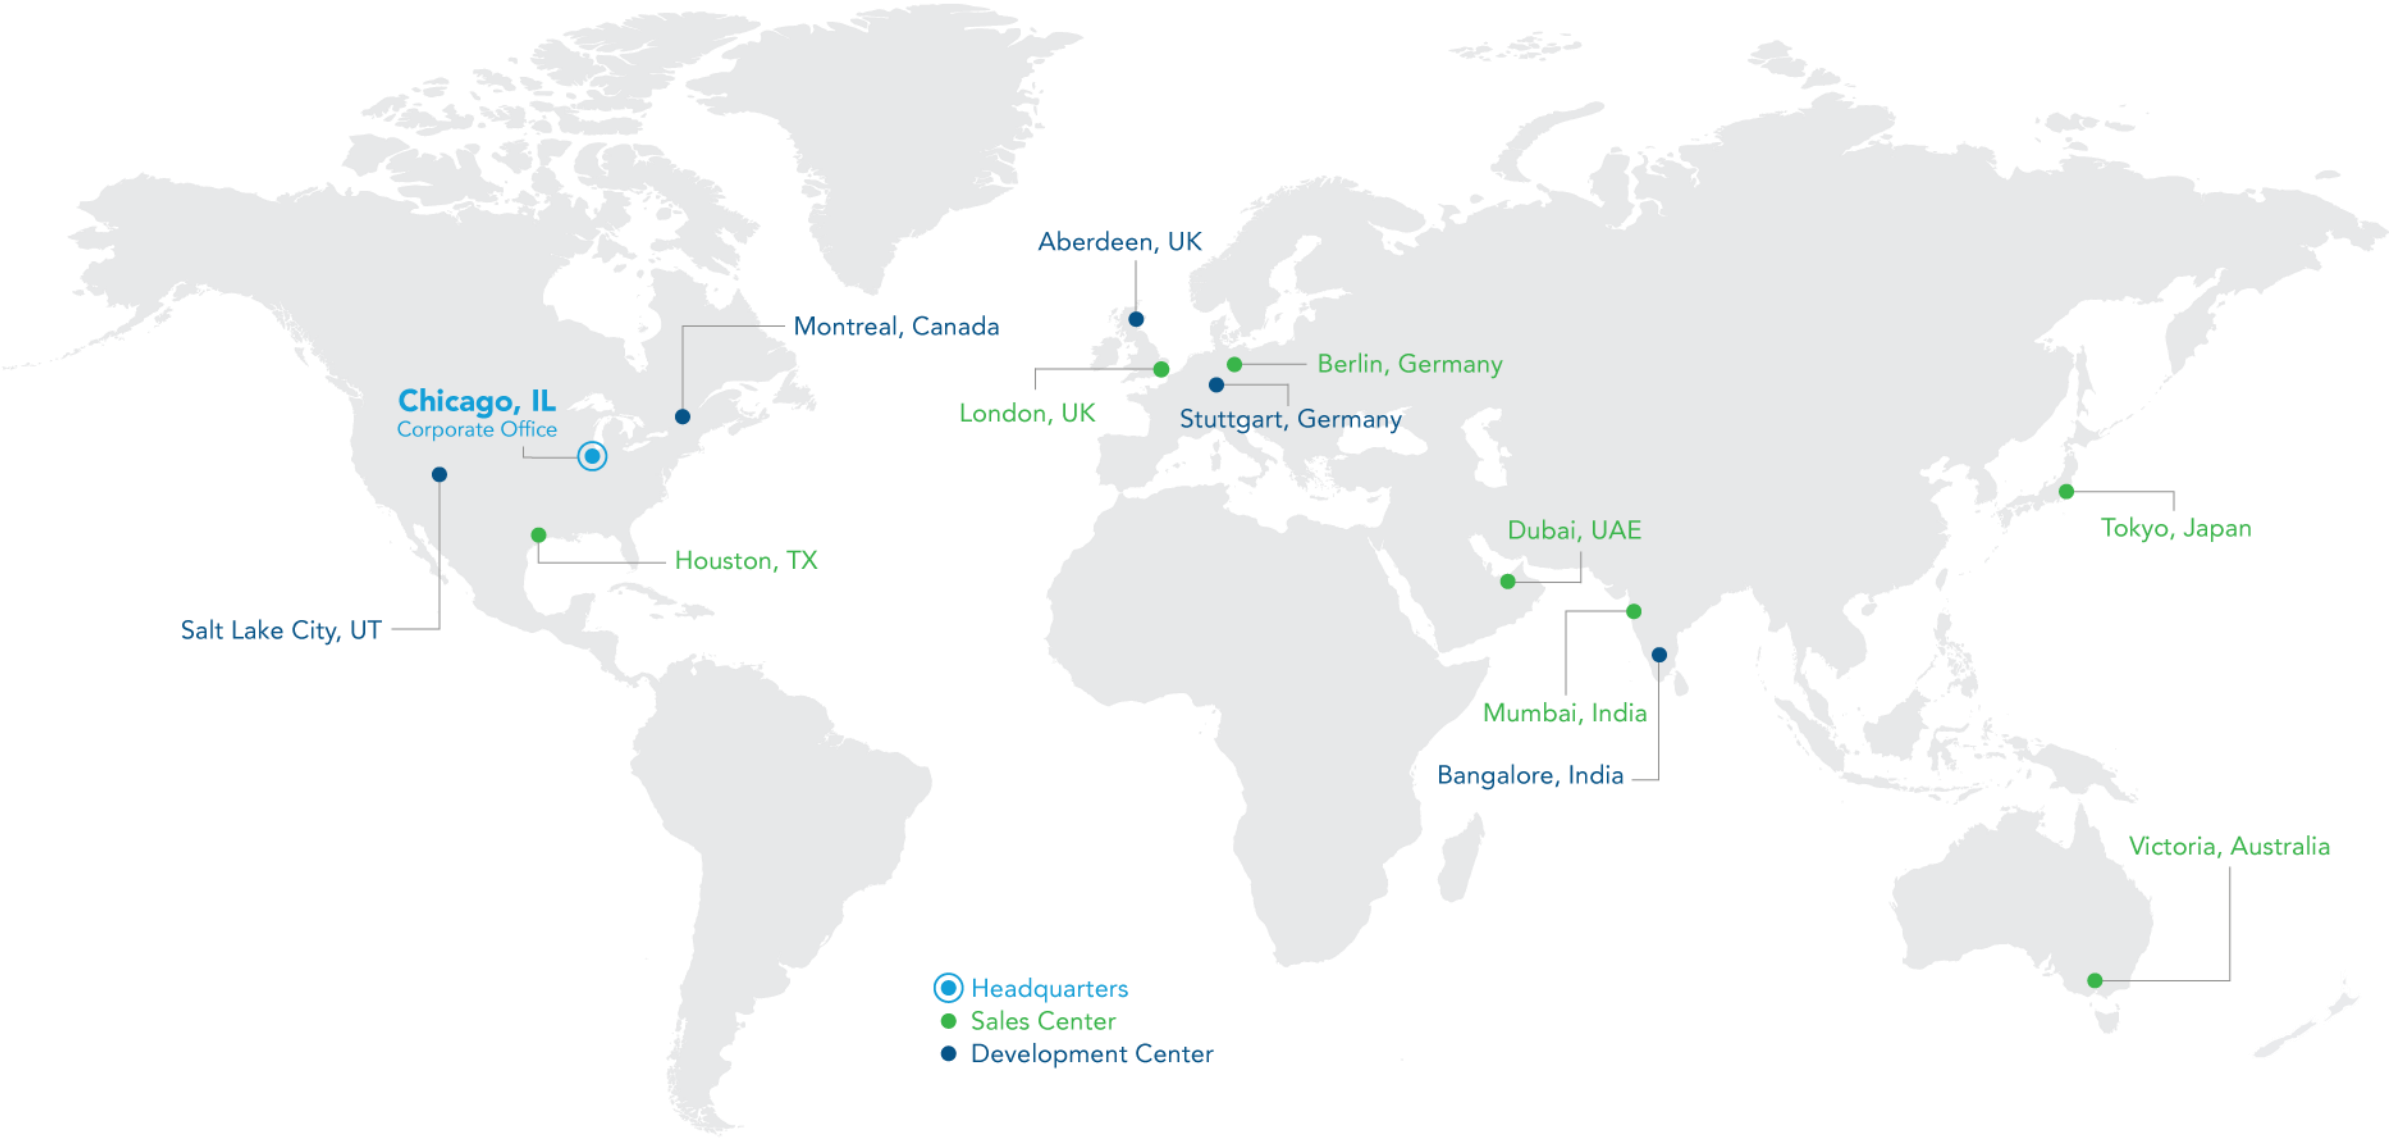 Aberdeen, UK
Montreal, Canada
Berlin, Germany
Chicago, IL
Corporate Office
London, UK
Stuttgart, Germany
Dubai, UAE
Tokyo, Japan
Houston, TX
Salt Lake City, UT
Mumbai, India
Bangalore, India
Victoria, Australia
Headquarters
Sales Center
Development Center